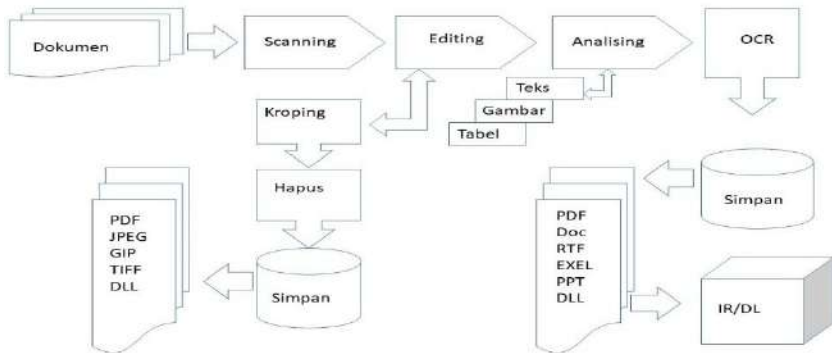 Dokumen
Scanning
Editing
Analising
OCR
Teks
Gambar
Tabel
Kroping
Hapus
Simpan
PDF
JPEG
GIP
TIFF
DLL
Simpan
PDF
Doc
RTF
EXEL
PPT
DLL
IR/DL